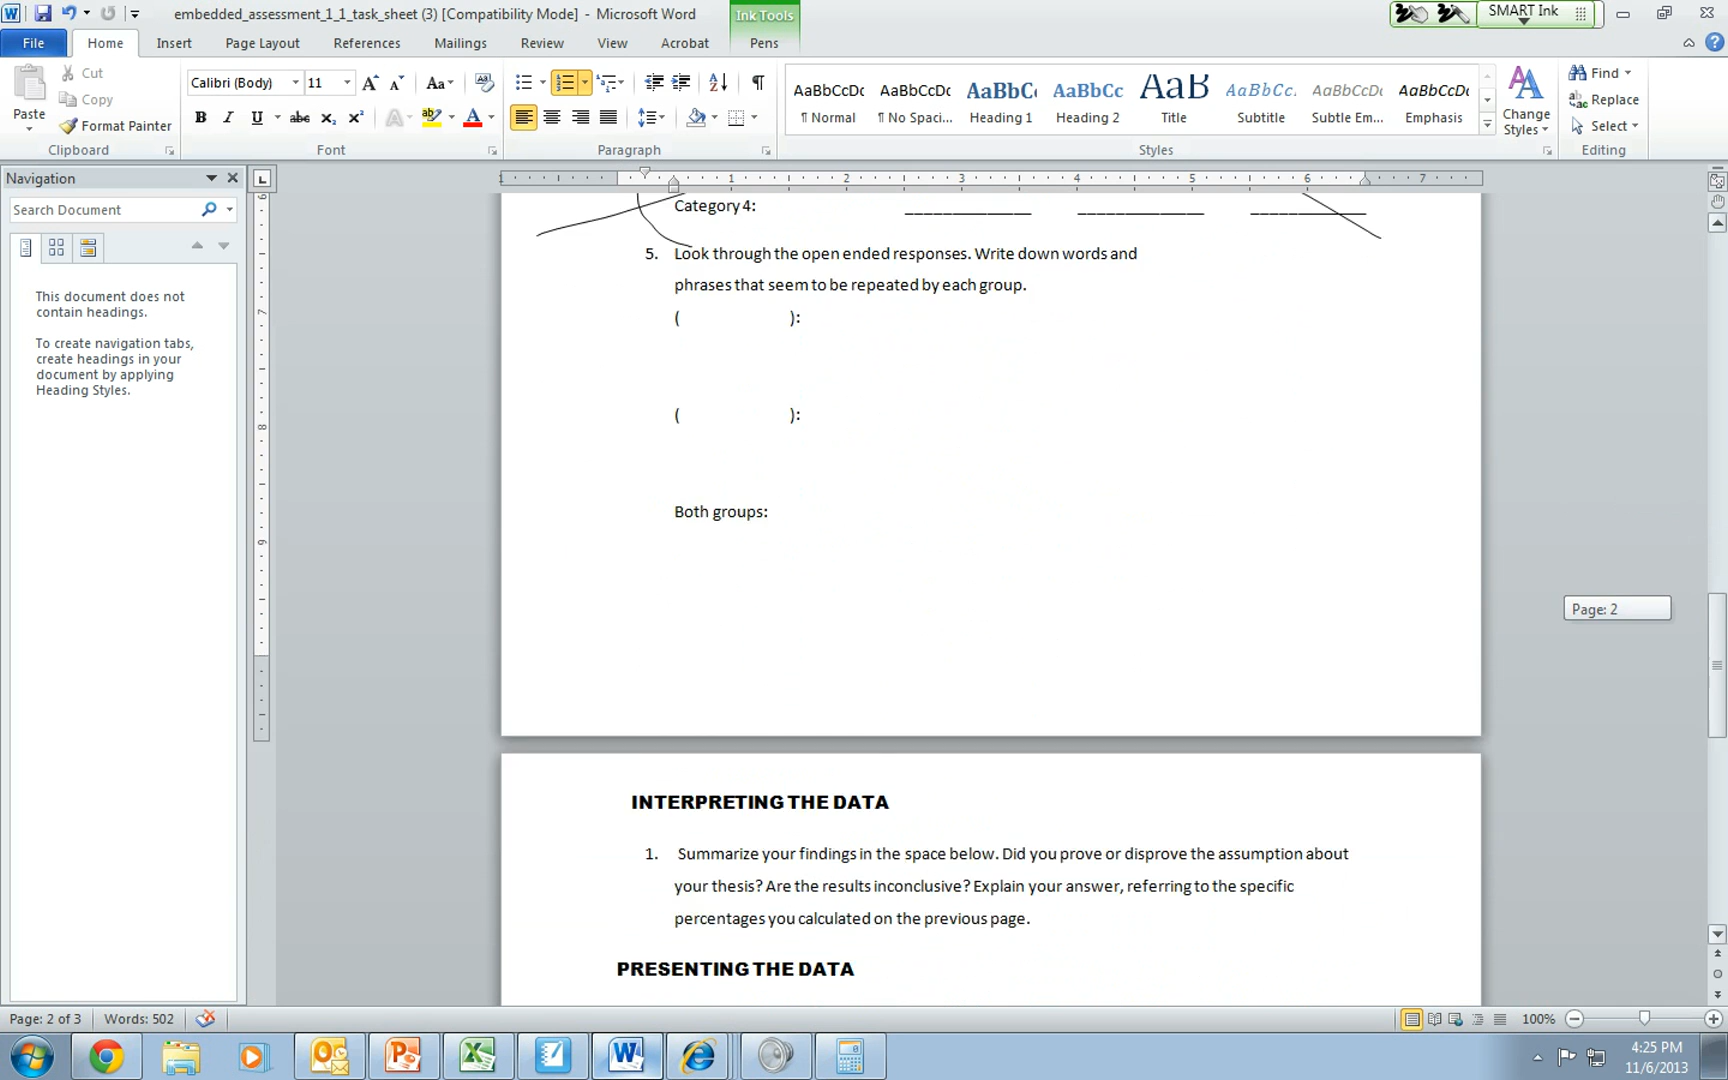 embedded_assessment_1_1_task_sheet (3) [Compatibility Mode] - Microsoft Word
Ink Tools
SMART Ink
File Home Insert Page Layout References Mailings Review View Acrobat Pens
Paste
Cut
Copy
Format Painter
Clipboard
Calibri (Body) 11
Font
Paragraph
AaBbCcDc ¶ Normal
AaBbCcDc ¶ No Spaci...
AaBbC Heading 1
AaBbCc Heading 2
AaB Title
AaBbCc. Subtitle
AaBbCcDc Subtle Em...
AaBbCcDc Emphasis
Change Styles
Styles
Find
Replace
Select
Editing
Navigation
Search Document
This document does not
contain headings.
To create navigation tabs,
create headings in your
document by applying
Heading Styles.
Category 4: ______________ ______________ ______________
5. Look through the open ended responses. Write down words and
phrases that seem to be repeated by each group.
( ):
( ):
Both groups:
Page: 2
INTERPRETING THE DATA
1. Summarize your findings in the space below. Did you prove or disprove the assumption about
your thesis? Are the results inconclusive? Explain your answer, referring to the specific
percentages you calculated on the previous page.
PRESENTING THE DATA
Page: 2 of 3 Words: 502 100%
4:25 PM
11/6/2013